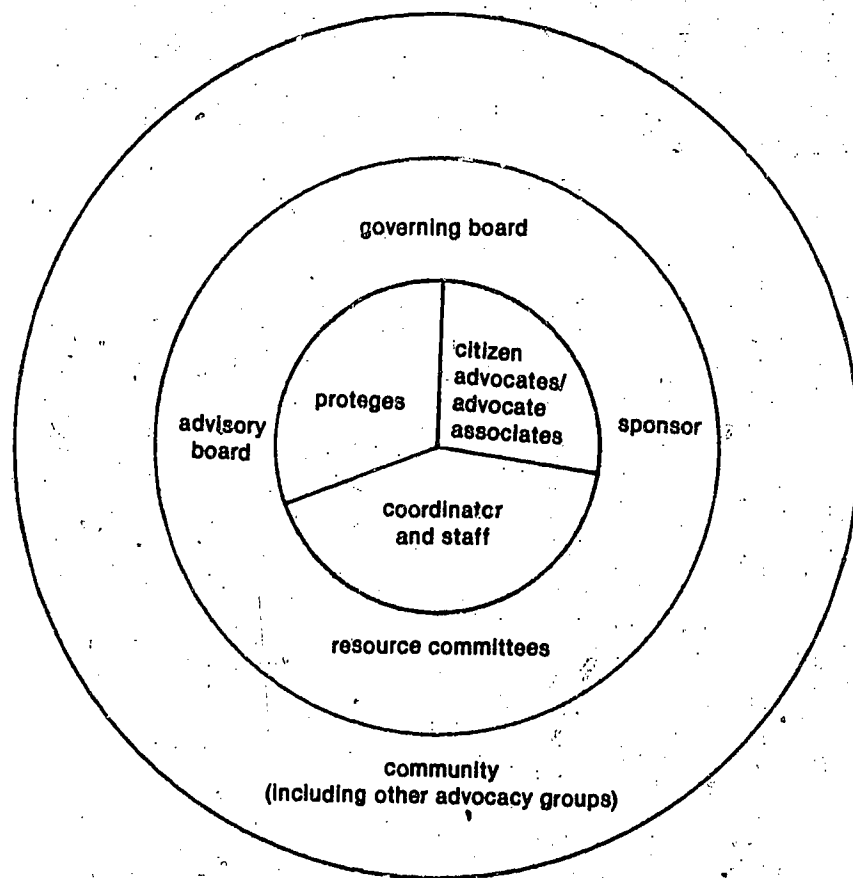 governing board
citizen
advocates/
advocate
associates
proteges
advisory
board
sponsor
coordinator
and staff
resource committees
community
(including other advocacy groups)